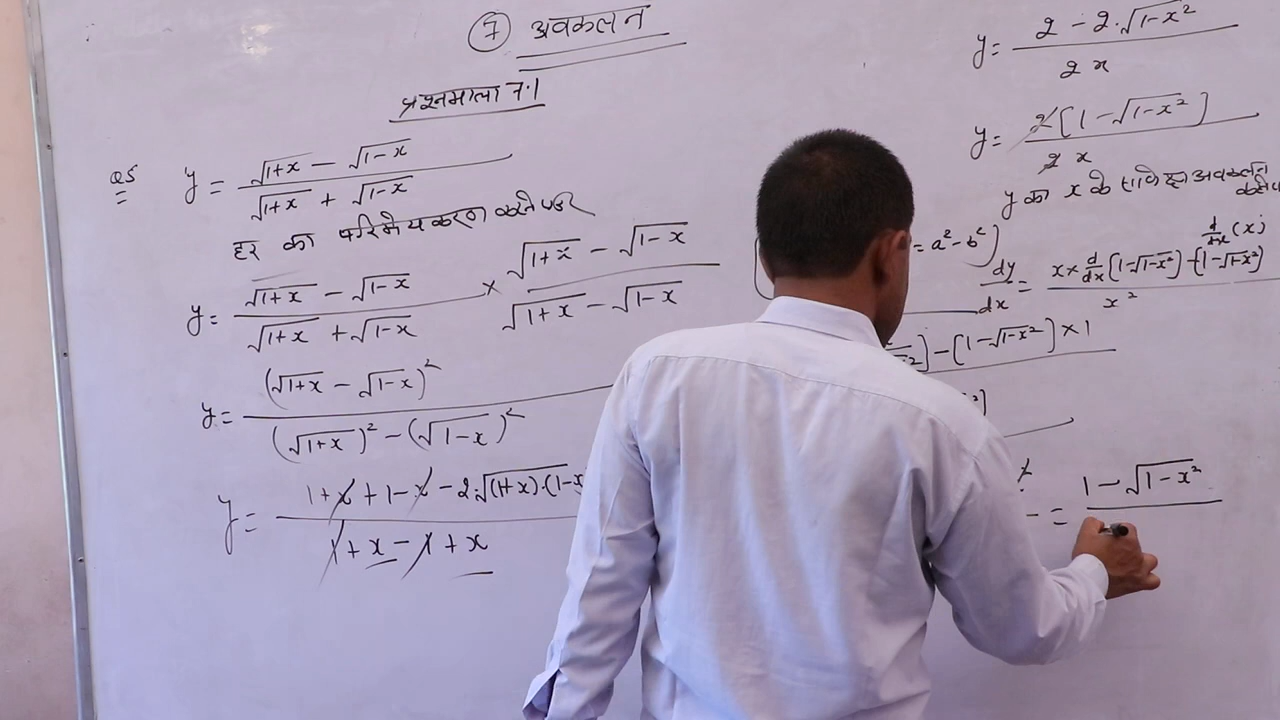 7 अवकलन
प्रश्नमाला 7.1
Q5 y = (√1+x − √1−x) / (√1+x + √1−x)
हर का परिमेयकरण करने पर
y = (√1+x − √1−x) / (√1+x + √1−x) × (√1+x − √1−x) / (√1+x − √1−x)
y = (√1+x − √1−x)² / (√1+x)² − (√1−x)²
y = 1+x+1−x−2.√(1+x).(1−x / 1+x−1+x
= a²−b²)
y = 2 − 2.√1−x² / 2x
y = 2[1−√1−x²] / 2x
y का x के सापेक्ष अवकलन
dy/dx = x × d/dx [1−√1−x²] − [1−√1−x²] d/dx (x) / x²
] − [1−√1−x²] × 1
= 1−√1−x²